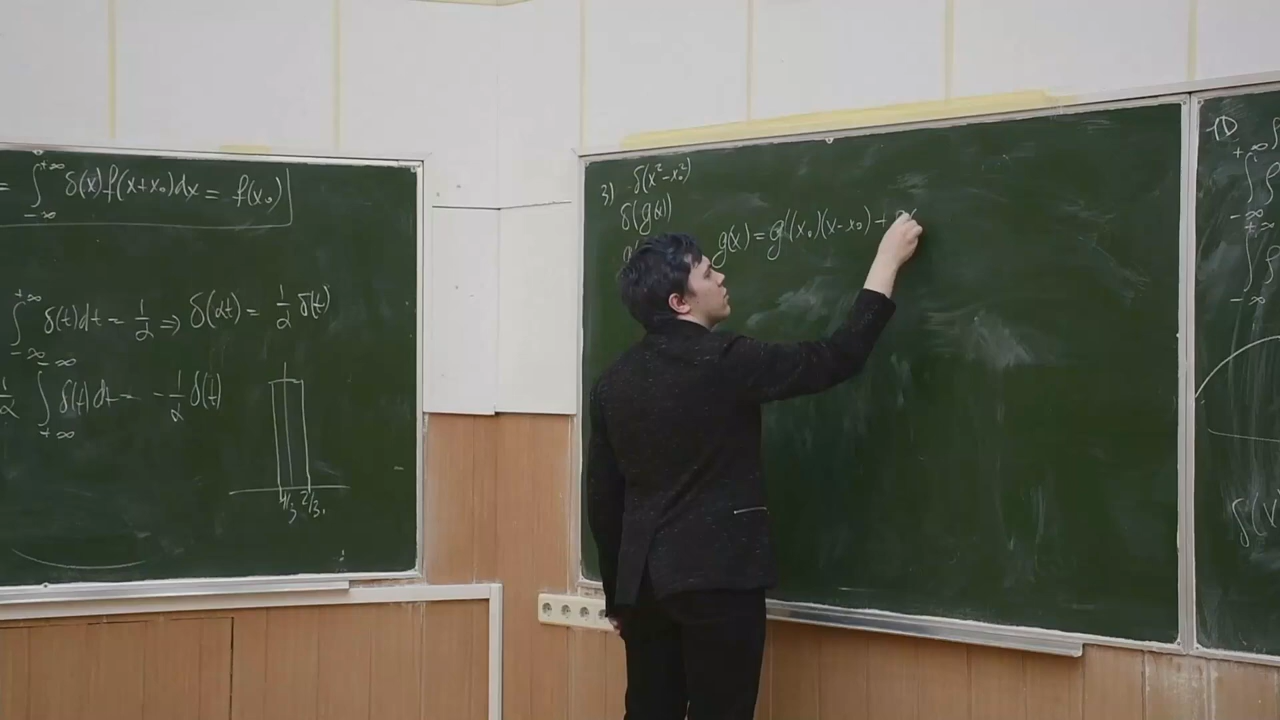 = ∫_{-∞}^{+∞} δ(x)f(x+x₀)dx = f(x₀)
∫_{-∞}^{+∞} δ(t)dt = 1/α ⇒ δ(αt) = 1/α δ(t)
1/α ∫_{+∞}^{-∞} δ(t)dt = -1/α δ(t)
1/3 2/3
3) δ(x²-x₀²)
δ(g(x))
g(x) = g'(x₀)(x-x₀) +
1)
+∞
-∞
+∞
-∞